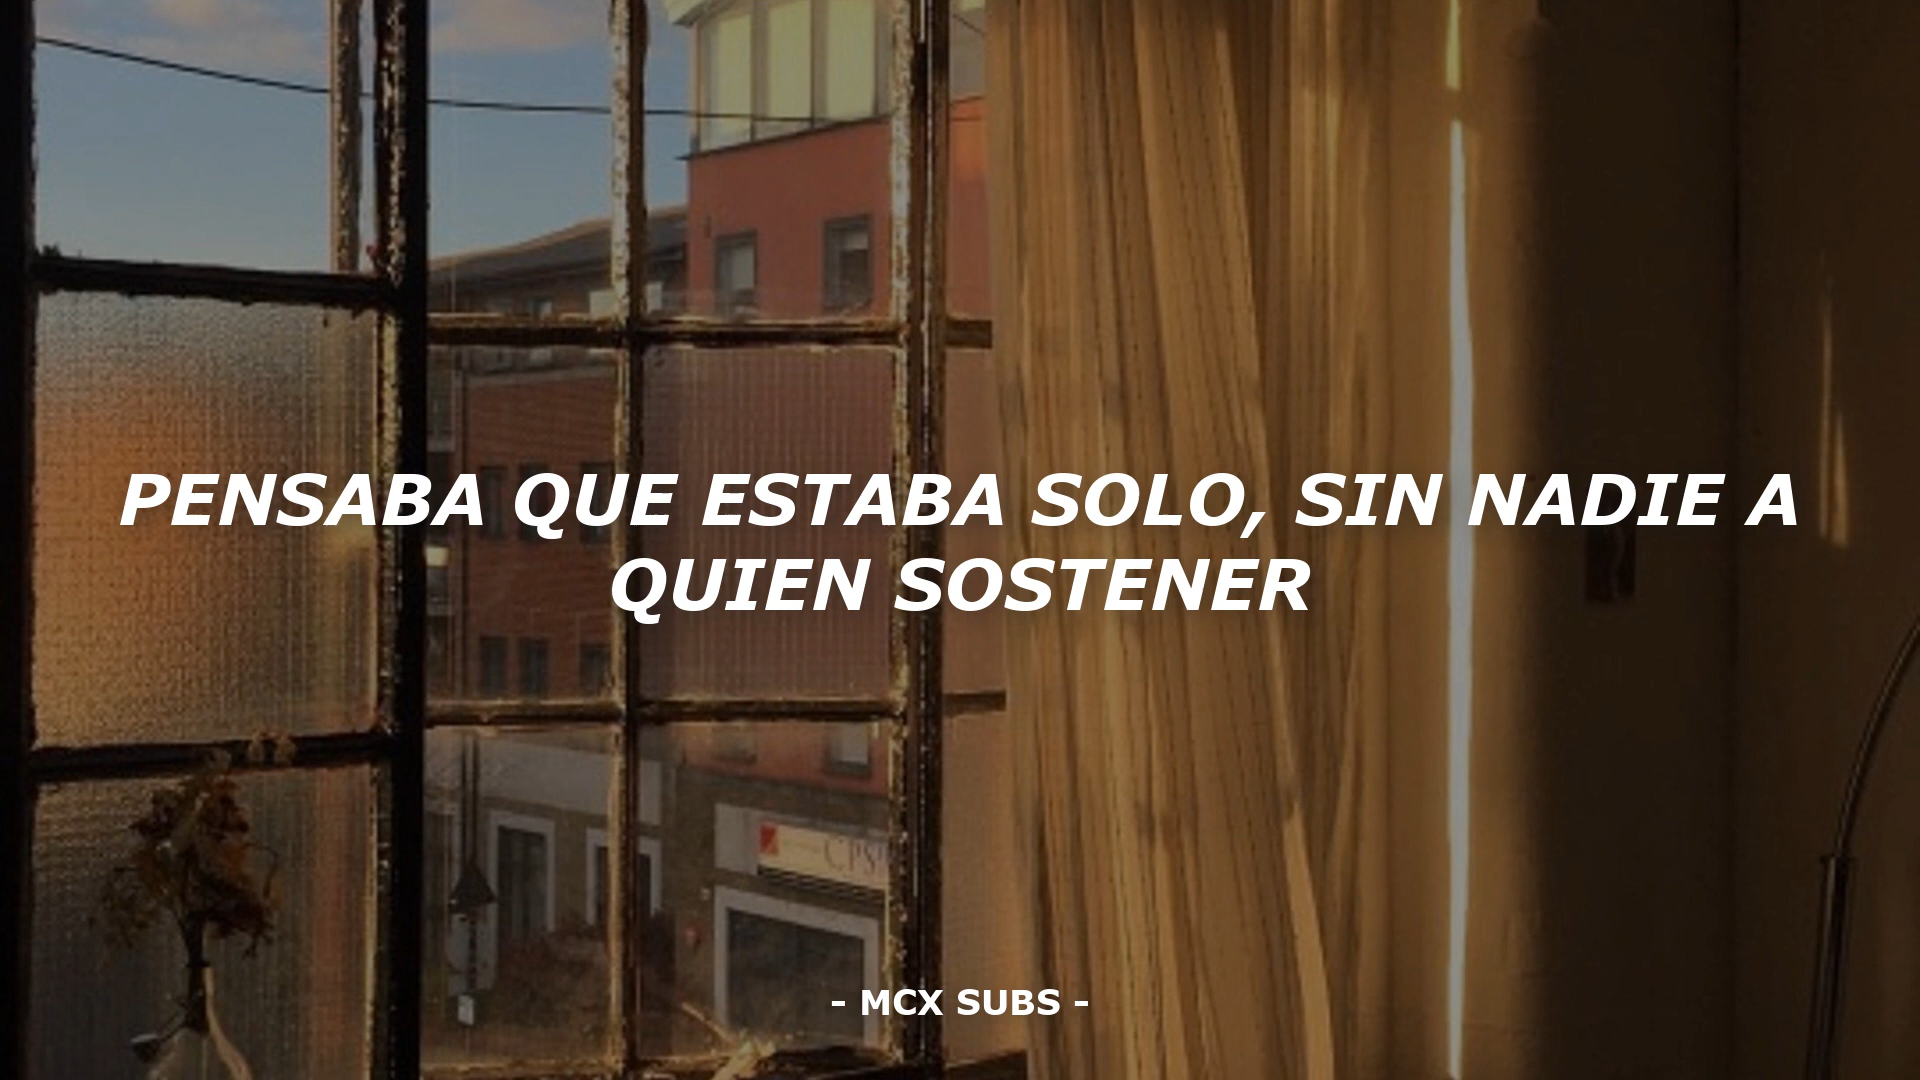 PENSABA QUE ESTABA SOLO, SIN NADIE A
QUIEN SOSTENER
- MCX SUBS -